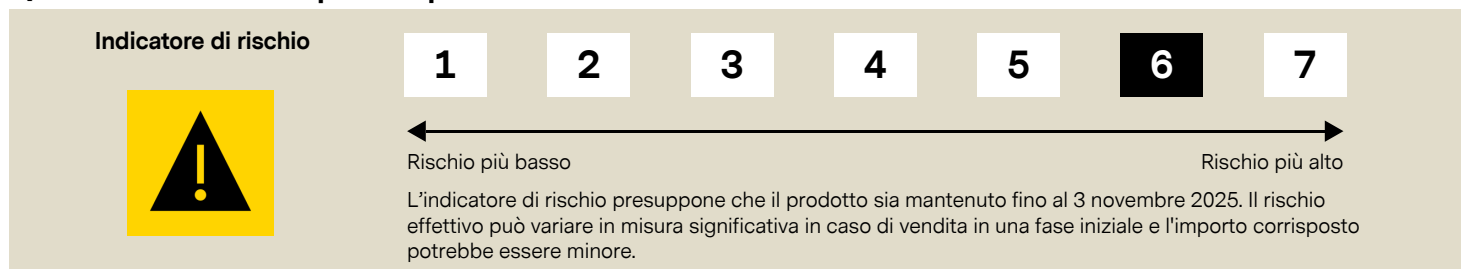 Indicatore di rischio
1 2 3 4 5 6 7
Rischio più basso Rischio più alto
L'indicatore di rischio presuppone che il prodotto sia mantenuto fino al 3 novembre 2025. Il rischio
effettivo può variare in misura significativa in caso di vendita in una fase iniziale e l'importo corrisposto
potrebbe essere minore.